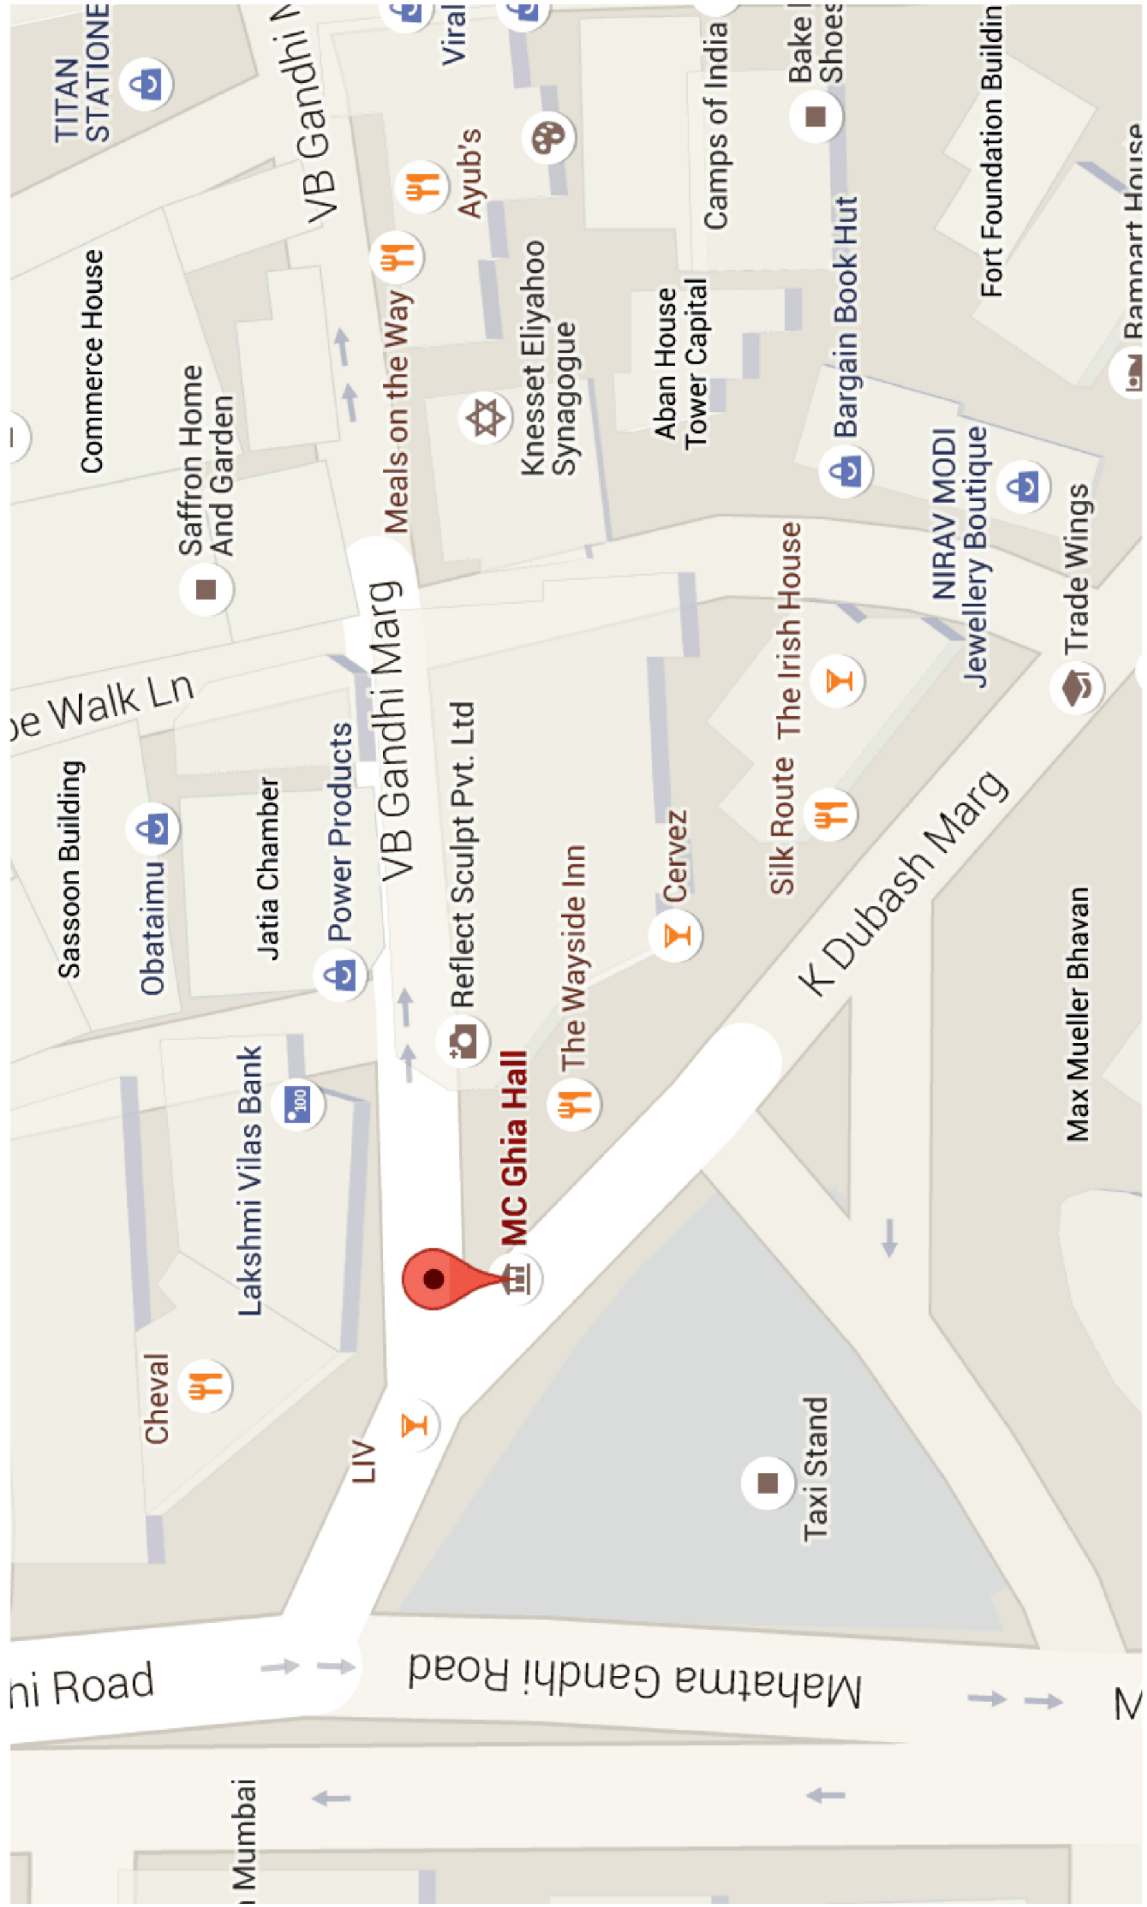 TITAN
STATIONE
Viral
VB Gandhi M
Ayub's
Camps of India
Bake
Shoes
Fort Foundation Buildin
Rampart House
Commerce House
Saffron Home
And Garden
Meals on the Way
Knesset Eliyahoo
Synagogue
Aban House
Tower Capital
Bargain Book Hut
NIRAV MODI
Jewellery Boutique
Trade Wings
pe Walk Ln
VB Gandhi Marg
The Irish House
Silk Route
Sassoon Building
Obataimu
Jatia Chamber
Power Products
Reflect Sculpt Pvt. Ltd
The Wayside Inn
Cervez
K Dubash Marg
Max Mueller Bhavan
Lakshmi Vilas Bank
100
MC Ghia Hall
Cheval
LIV
Taxi Stand
hi Road
Mahatma Gandhi Road
M
Mumbai